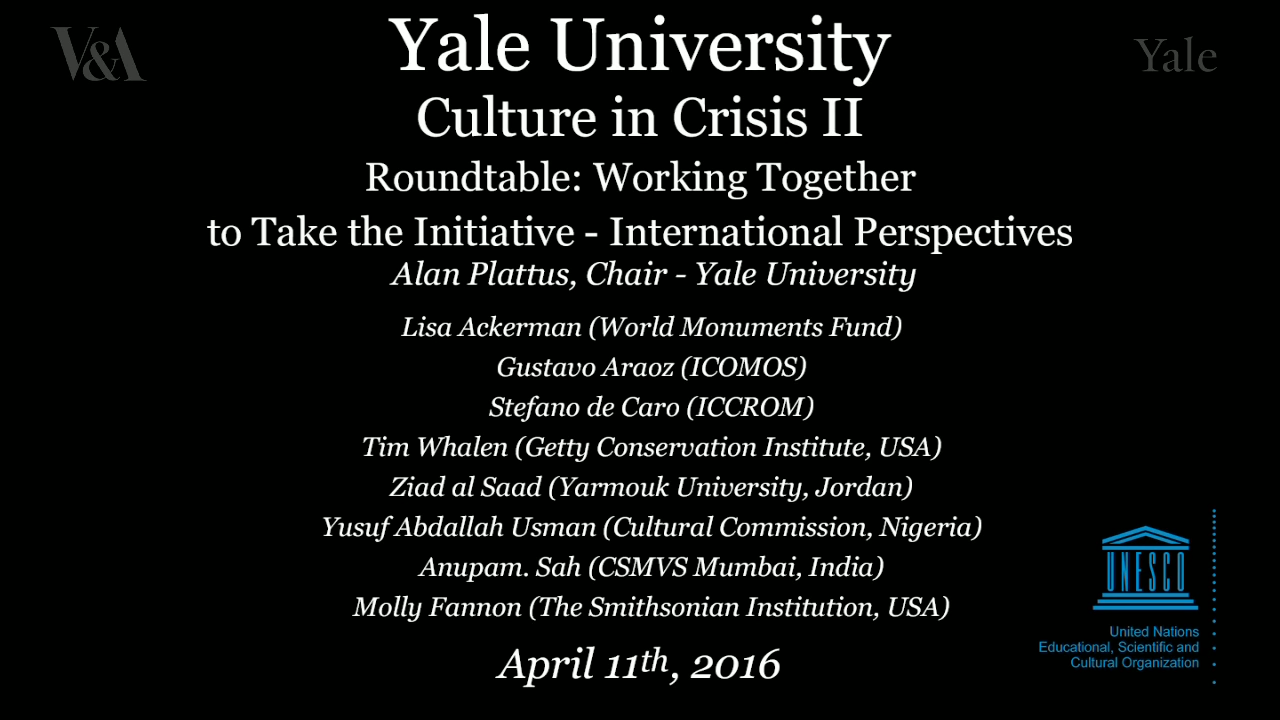 V&A
Yale
Yale University
Culture in Crisis II
Roundtable: Working Together
to Take the Initiative - International Perspectives
Alan Plattus, Chair - Yale University
Lisa Ackerman (World Monuments Fund)
Gustavo Araoz (ICOMOS)
Stefano de Caro (ICCROM)
Tim Whalen (Getty Conservation Institute, USA)
Ziad al Saad (Yarmouk University, Jordan)
Yusuf Abdallah Usman (Cultural Commission, Nigeria)
Anupam. Sah (CSMVS Mumbai, India)
Molly Fannon (The Smithsonian Institution, USA)
April 11th, 2016
UNESCO
United Nations
Educational, Scientific and
Cultural Organization